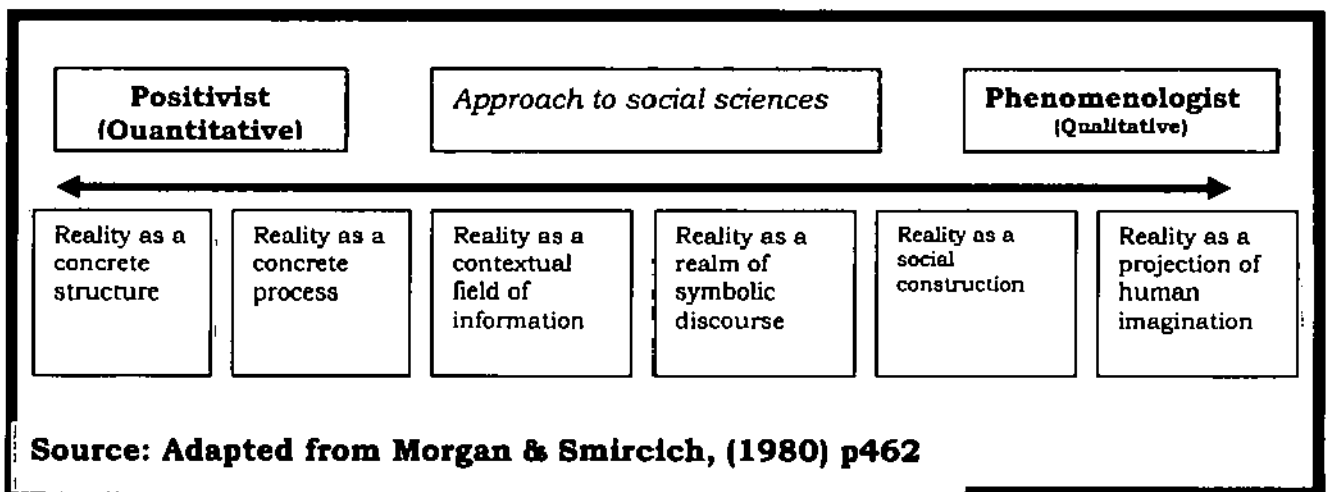 Positivist
(Quantitative)
Approach to social sciences
Phenomenologist
(Qualitative)
Reality as a
concrete
structure
Reality as a
concrete
process
Reality as a
contextual
field of
information
Reality as a
realm of
symbolic
discourse
Reality as a
social
construction
Reality as a
projection of
human
imagination
Source: Adapted from Morgan & Smircich, (1980) p462